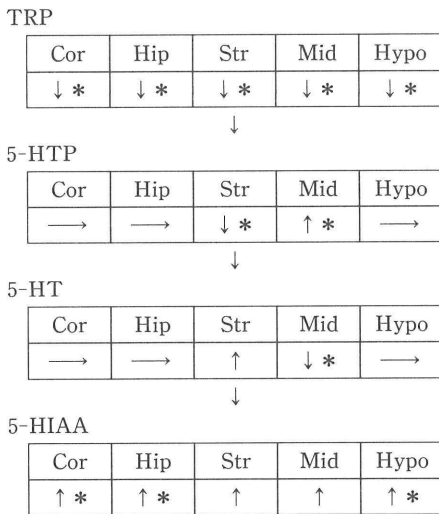 TRP
Cor Hip Str Mid Hypo
↓ * ↓ * ↓ * ↓ * ↓ *
↓
5-HTP
Cor Hip Str Mid Hypo
→ → ↓ * ↑ * →
↓
5-HT
Cor Hip Str Mid Hypo
→ → ↑ ↓ * →
↓
5-HIAA
Cor Hip Str Mid Hypo
↑ * ↑ * ↑ ↑ ↑ *